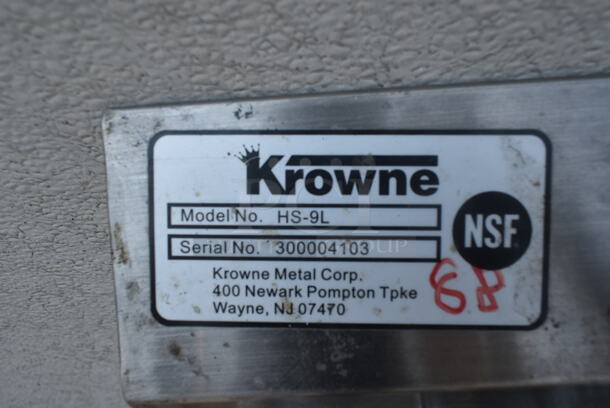 Krowne
Model No. HS-9L
Serial No. 300004103
NSF
Krowne Metal Corp.
400 Newark Pompton Tpke
Wayne, NJ 07470